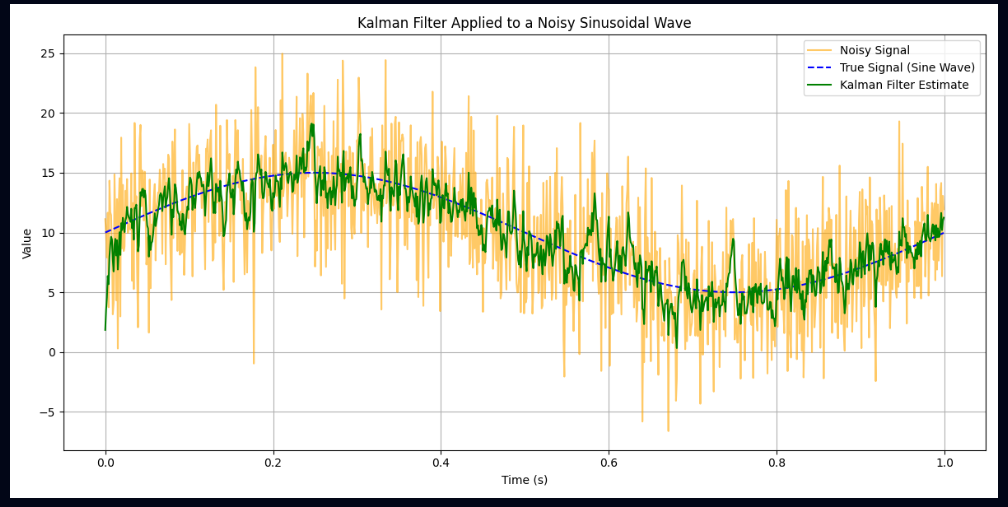 Kalman Filter Applied to a Noisy Sinusoidal Wave
Noisy Signal
True Signal (Sine Wave)
Kalman Filter Estimate
25
20
15
10
5
0
−5
Value
0.0 0.2 0.4 0.6 0.8 1.0
Time (s)